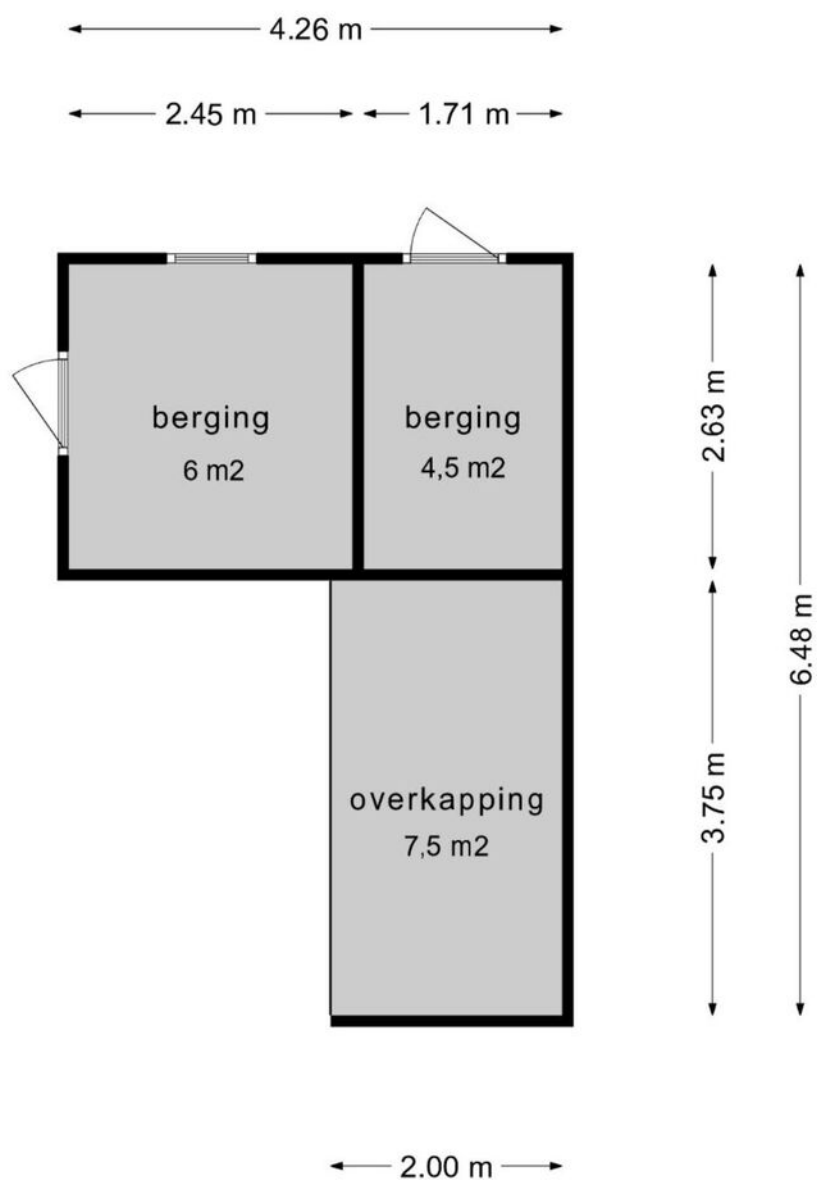 4.26 m
2.45 m
1.71 m
berging
6 m2
berging
4,5 m2
2.63 m
6.48 m
3.75 m
overkapping
7,5 m2
2.00 m